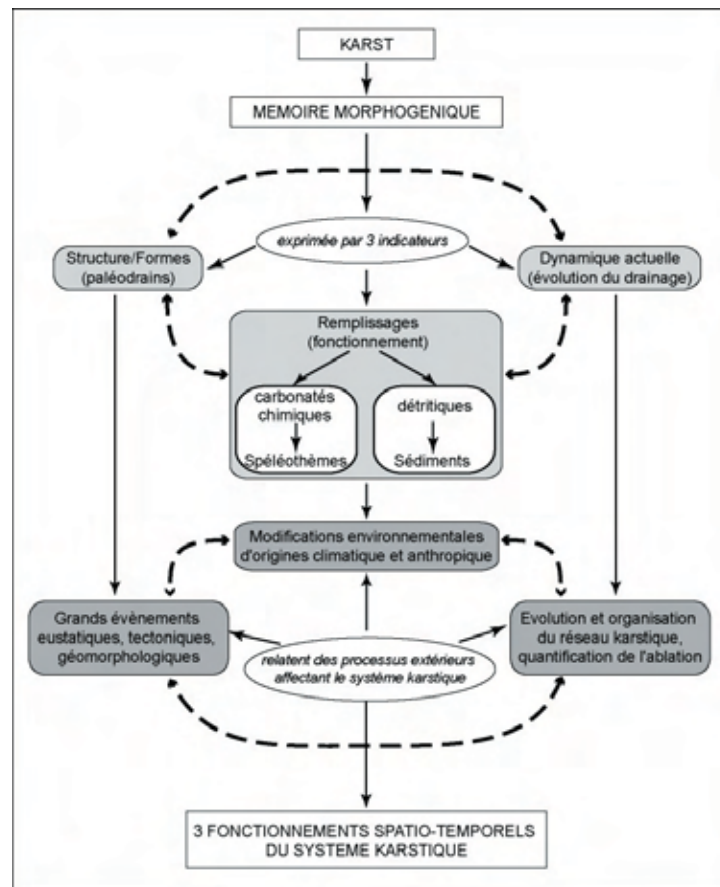 KARST
MEMOIRE MORPHOGENIQUE
exprimée par 3 indicateurs
Structure/Formes
(paléodrains)
Dynamique actuelle
(évolution du drainage)
Remplissages
(fonctionnement)
carbonatés
chimiques
Spéléothèmes
détritiques
Sédiments
Modifications environnementales
d'origines climatique et anthropique
Grands évènements
eustatiques, tectoniques,
géomorphologiques
Evolution et organisation
du réseau karstique,
quantification de l'ablation
relatent des processus extérieurs
affectant le système karstique
3 FONCTIONNEMENTS SPATIO-TEMPORELS
DU SYSTEME KARSTIQUE